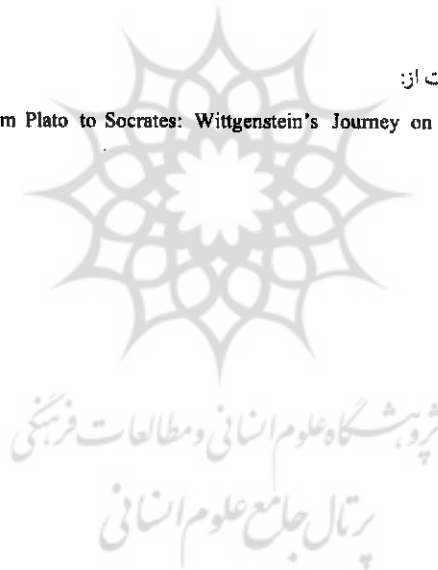 ت از:
m Plato to Socrates: Wittgenstein's Journey on
پژوهشگاه علوم انسانی و مطالعات فرهنگی
پرتال جامع علوم انسانی